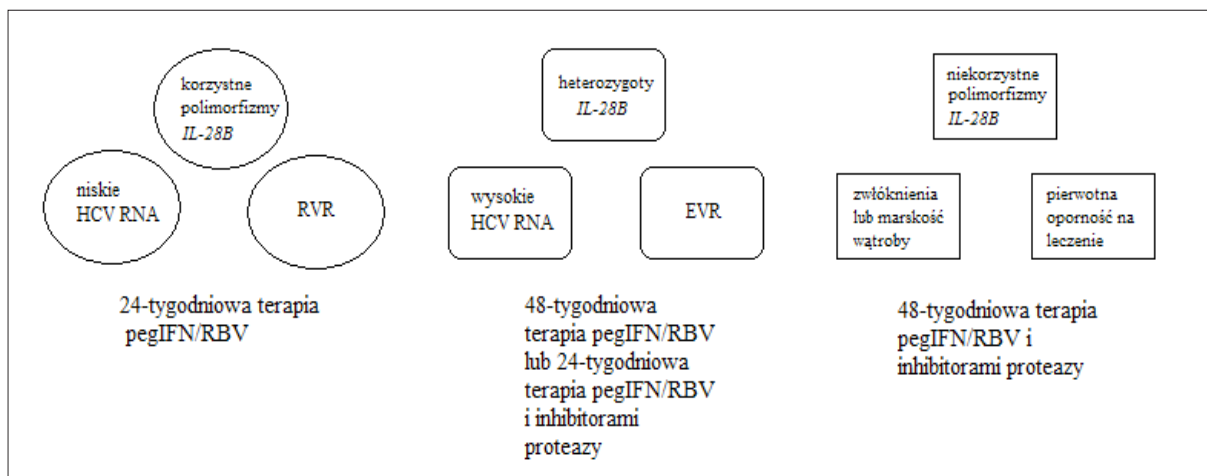 korzystne
polimorfizmy
IL-28B
niskie
HCV RNA
RVR
24-tygodniowa terapia
pegIFN/RBV
heterozygoty
IL-28B
wysokie
HCV RNA
EVR
48-tygodniowa
terapia pegIFN/RBV
lub 24-tygodniowa
terapia pegIFN/RBV
i inhibitorami
proteazy
niekorzystne
polimorfizmy
IL-28B
zwłóknienia
lub marskość
wątroby
pierwotna
oporność na
leczenie
48-tygodniowa terapia
pegIFN/RBV i
inhibitorami proteazy